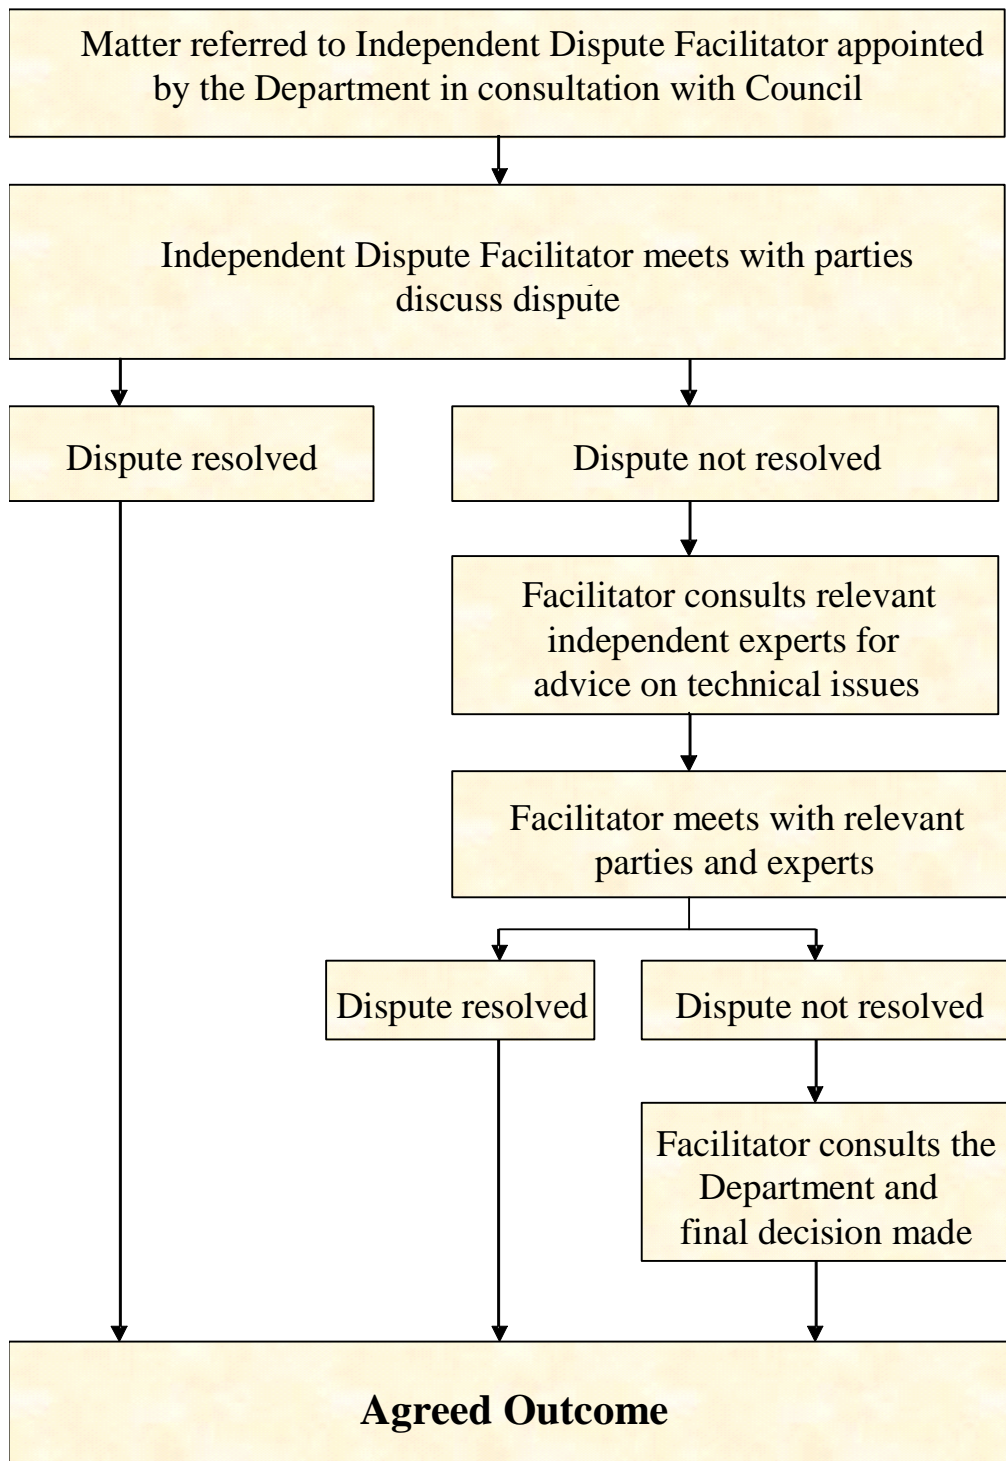 Matter referred to Independent Dispute Facilitator appointed
by the Department in consultation with Council
Independent Dispute Facilitator meets with parties
discuss dispute
Dispute resolved
Dispute not resolved
Facilitator consults relevant
independent experts for
advice on technical issues
Facilitator meets with relevant
parties and experts
Dispute resolved
Dispute not resolved
Facilitator consults the
Department and
final decision made
Agreed Outcome